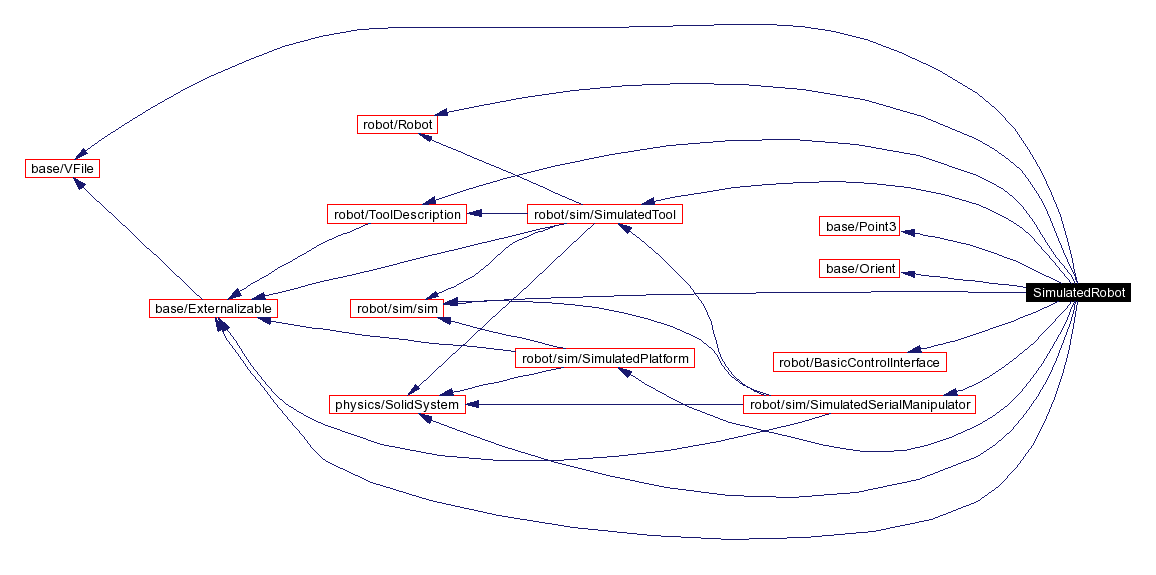 robot/Robot
base/VFile
robot/ToolDescription
robot/sim/SimulatedTool
base/Point3
base/Orient
SimulatedRobot
base/Externalizable
robot/sim/sim
robot/sim/SimulatedPlatform
robot/BasicControlInterface
physics/SolidSystem
robot/sim/SimulatedSerialManipulator